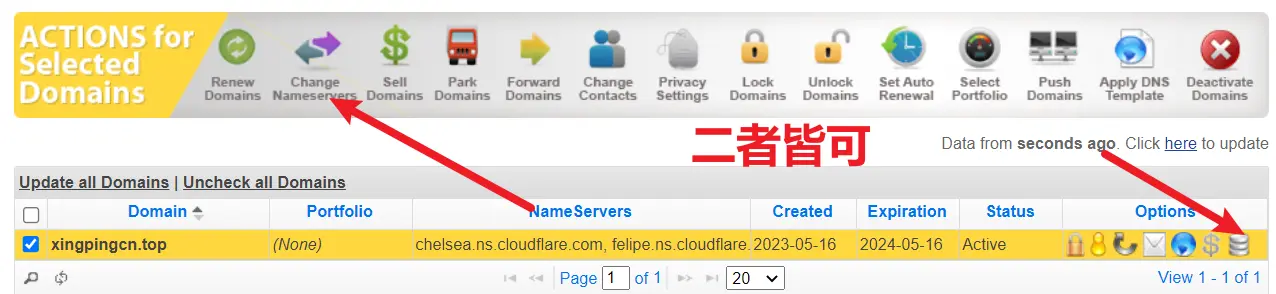 ACTIONS for
Selected
Domains
Renew
Domains
Change
Nameservers
Sell
Domains
Park
Domains
Forward
Domains
Change
Contacts
Privacy
Settings
Lock
Domains
Unlock
Domains
Set Auto
Renewal
Select
Portfolio
Push
Domains
Apply DNS
Template
Deactivate
Domains
二者皆可
Data from seconds ago. Click here to update
Update all Domains | Uncheck all Domains
Domain Portfolio NameServers Created Expiration Status Options
xingpingcn.top (None) chelsea.ns.cloudflare.com, felipe.ns.cloudflare. 2023-05-16 2024-05-16 Active
Page 1 of 1 20 View 1 - 1 of 1